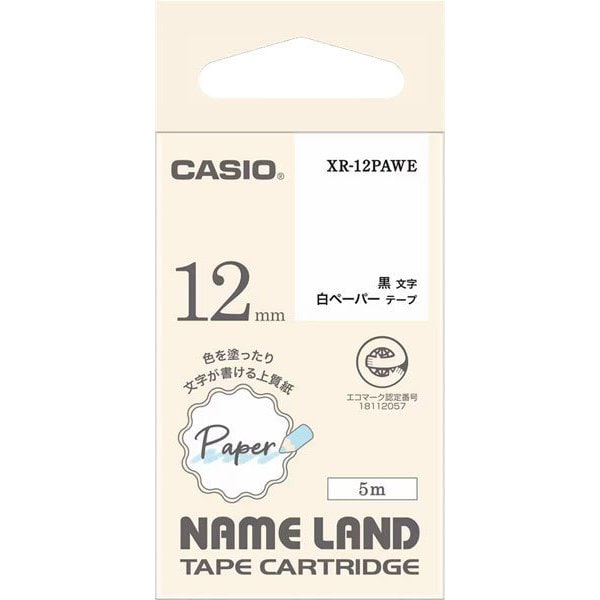 CASIO®
XR-12PAWE
12mm
黒 文字
白ペーパー テープ
色を塗ったり
文字が書ける上質紙
Paper
エコマーク認定番号
18112057
5m
NAME LAND
TAPE CARTRIDGE